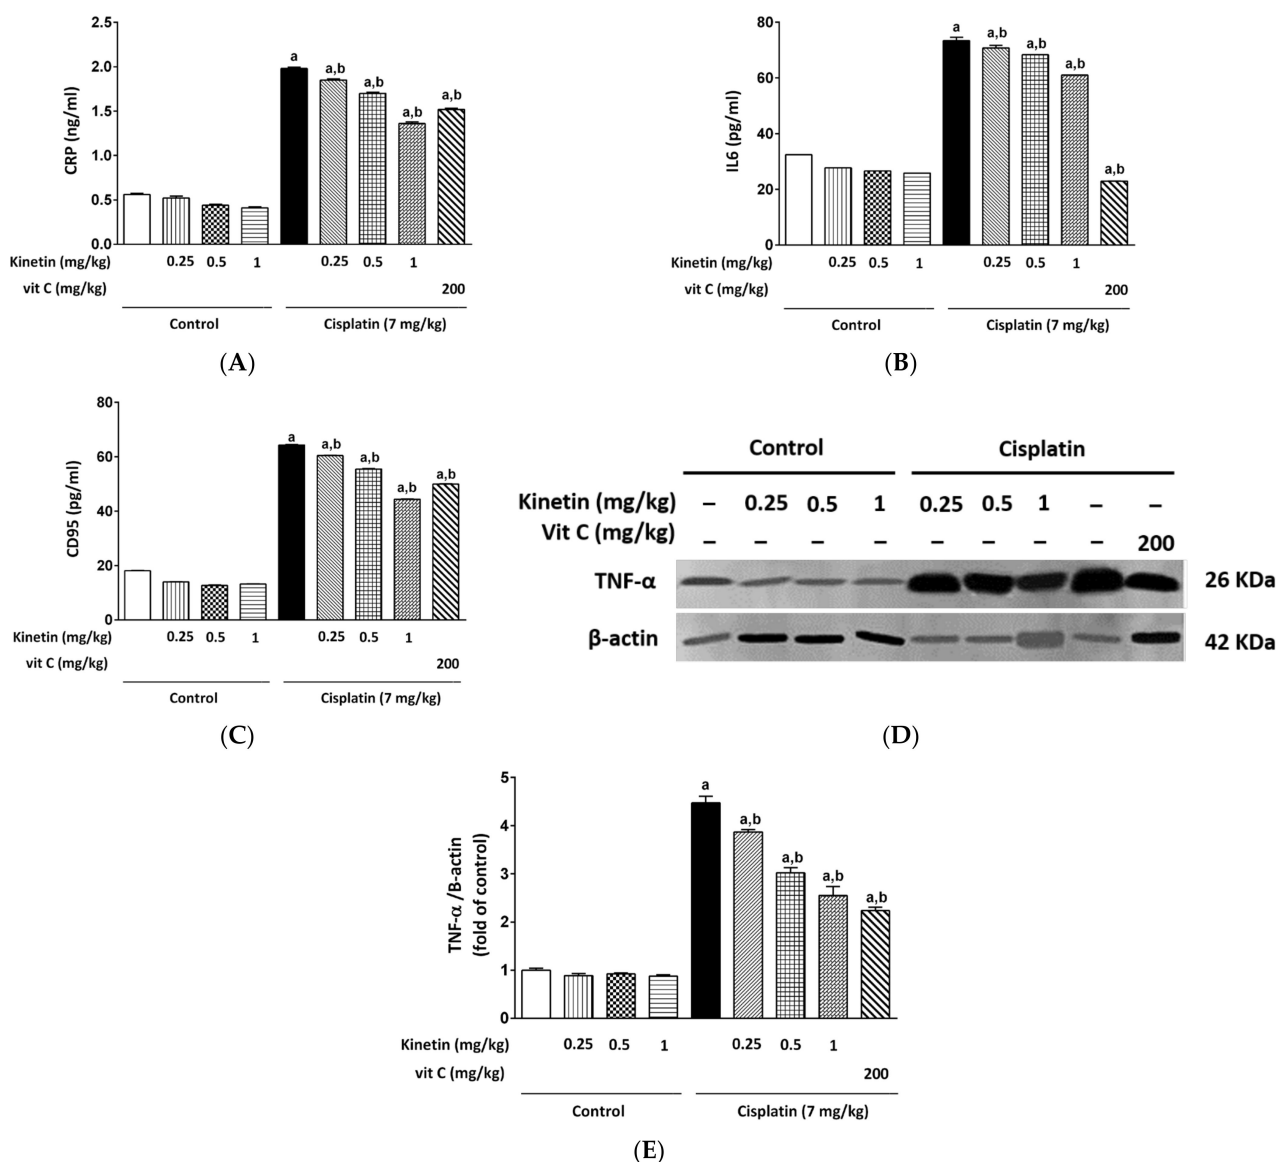 2.5
2.0
1.5
1.0
0.5
0.0
CRP (ng/ml)
a
a,b
a,b
a,b
a,b
Kinetin (mg/kg) 0.25 0.5 1 0.25 0.5 1
vit C (mg/kg) 200
Control Cisplatin (7 mg/kg)
(A)
80
60
40
20
0
IL6 (pg/ml)
a
a,b
a,b
a,b
a,b
Kinetin (mg/kg) 0.25 0.5 1 0.25 0.5 1
vit C (mg/kg) 200
Control Cisplatin (7 mg/kg)
(B)
80
60
40
20
0
CD95 (pg/ml)
a
a,b
a,b
a,b
a,b
Kinetin (mg/kg) 0.25 0.5 1 0.25 0.5 1
vit C (mg/kg) 200
Control Cisplatin (7 mg/kg)
(C)
Control Cisplatin
Kinetin (mg/kg) – 0.25 0.5 1 0.25 0.5 1 – –
Vit C (mg/kg) – – – – – – – – 200
TNF-α 26 KDa
β-actin 42 KDa
(D)
5
4
3
2
1
0
TNF-α /B-actin
(fold of control)
a
a,b
a,b
a,b
a,b
Kinetin (mg/kg) 0.25 0.5 1 0.25 0.5 1
vit C (mg/kg) 200
Control Cisplatin (7 mg/kg)
(E)